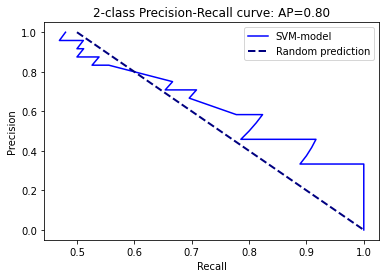 2-class Precision-Recall curve: AP=0.80
SVM-model
Random prediction
1.0
0.8
0.6
0.4
0.2
0.0
Precision
0.5 0.6 0.7 0.8 0.9 1.0
Recall